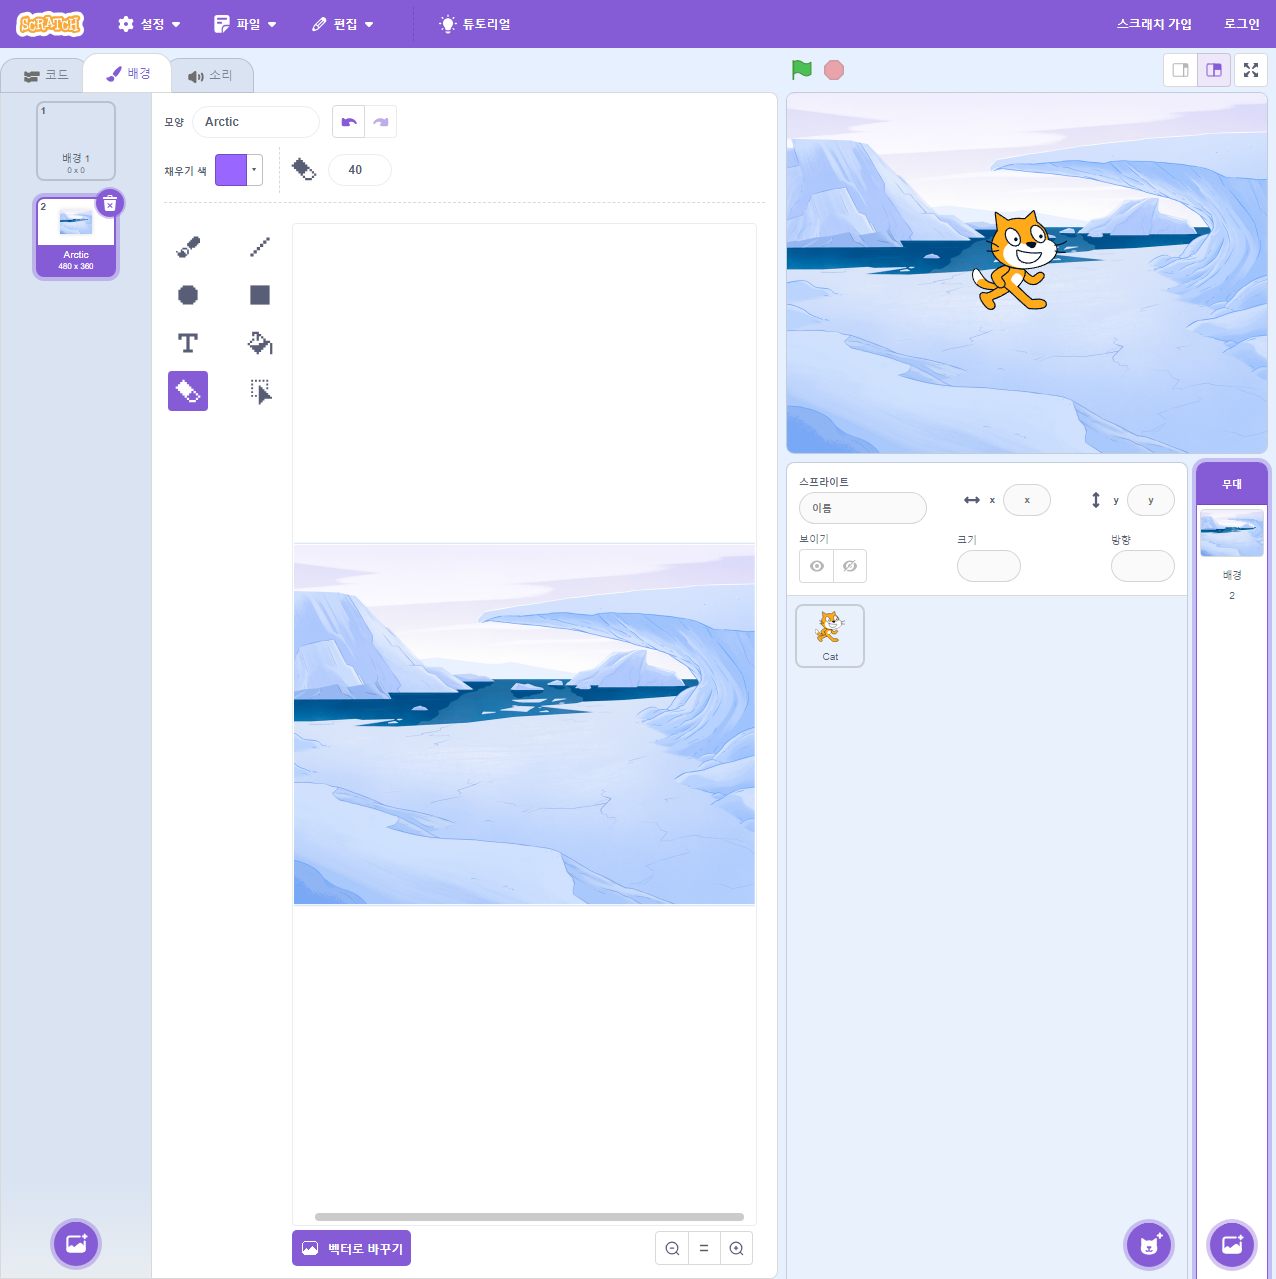 SCRATCH
설정
파일
편집
튜토리얼
스크래치 가입
로그인
코드
배경
소리
1
배경 1
0 x 0
2
Arctic
480 x 360
모양
Arctic
채우기 색
40
벡터로 바꾸기
스프라이트
이름
x
x
y
y
보이기
크기
방향
Cat
무대
배경
2